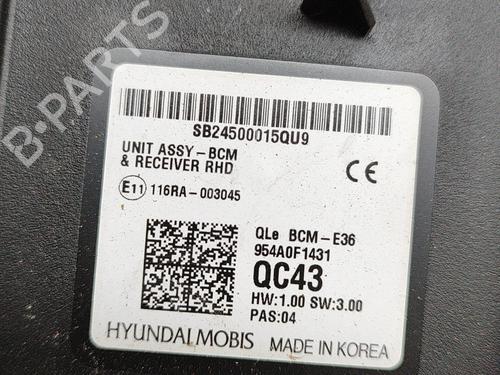 B-PARTS
SB24500015QU9
UNIT ASSY-BCM
& RECEIVER RHD
CE
E11 116RA-003045
QLe BCM-E36
954A0F1431
QC43
HW:1.00 SW:3.00
PAS:04
HYUNDAI MOBIS MADE IN KOREA